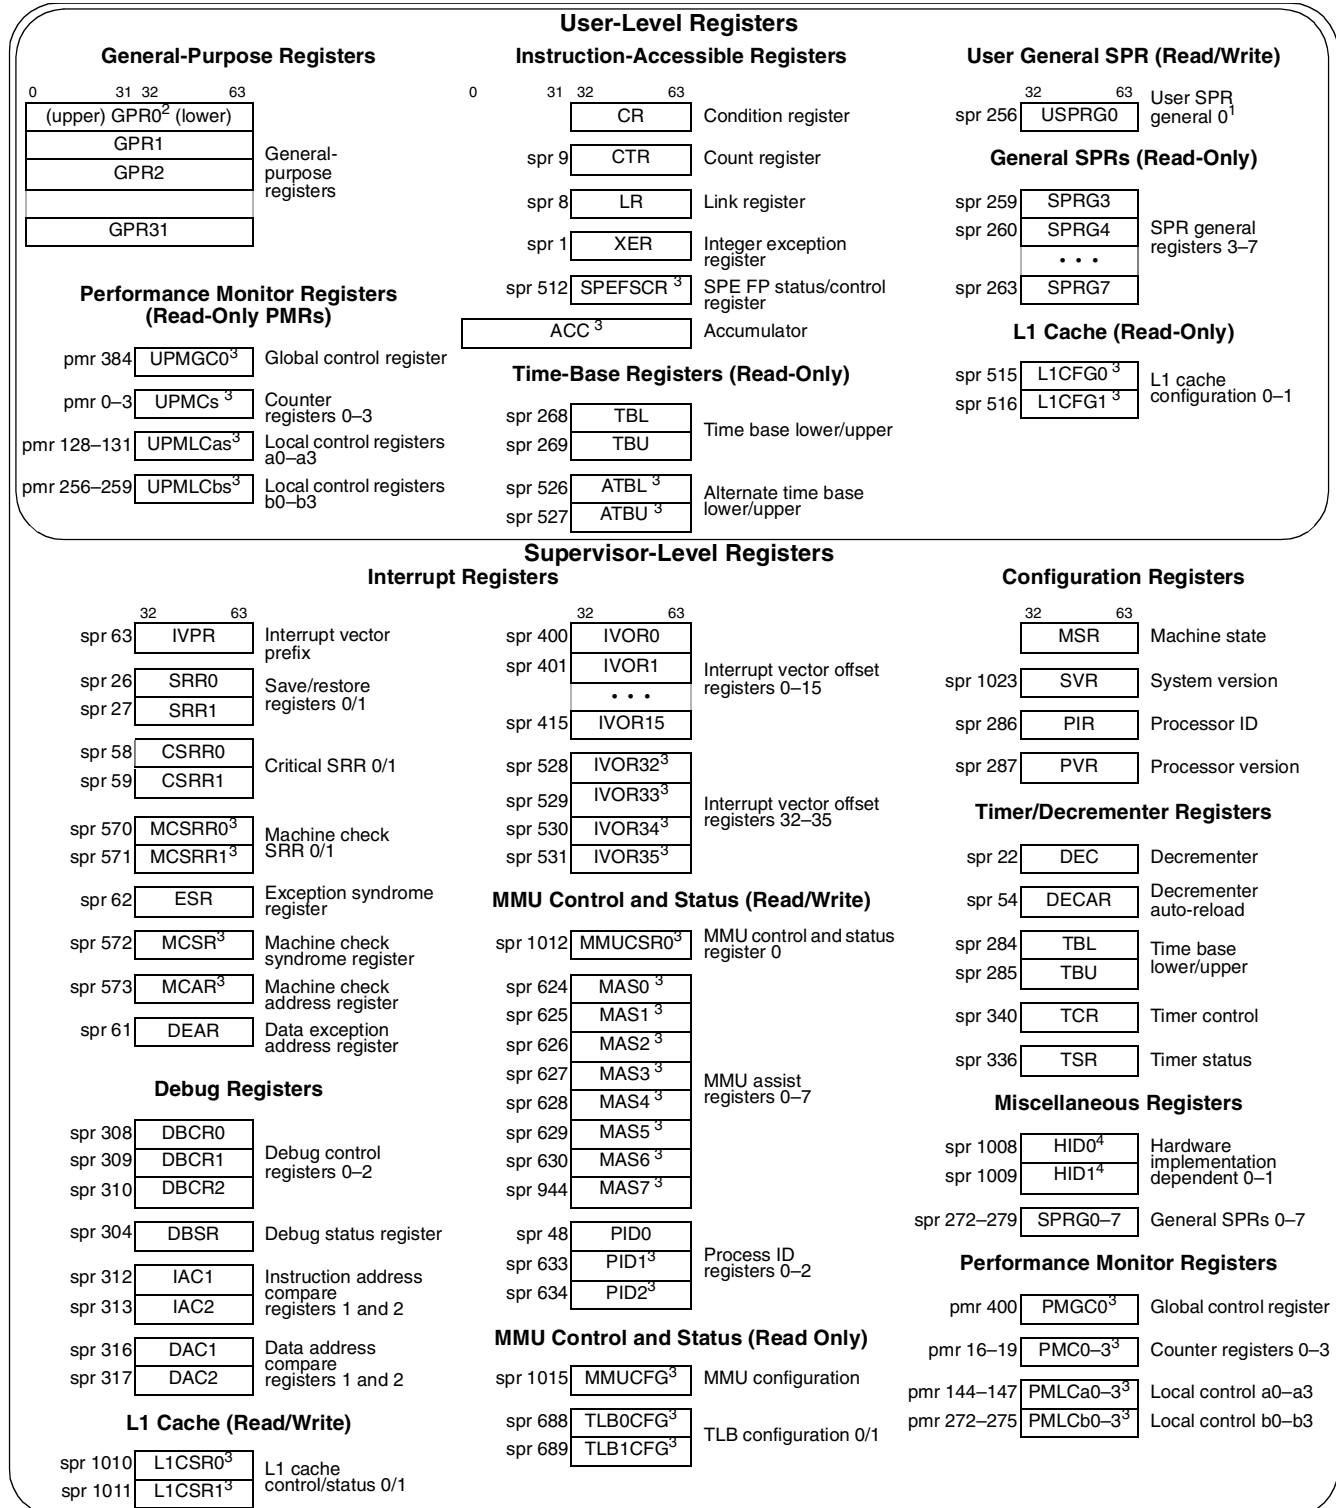 User-Level Registers
General-Purpose Registers
0 31 32 63
(upper) GPR0² (lower)
GPR1
GPR2
GPR31
General-
purpose
registers
Performance Monitor Registers
(Read-Only PMRs)
pmr 384 UPMGC0³ Global control register
pmr 0–3 UPMCs ³ Counter
registers 0–3
pmr 128–131 UPMLCas³ Local control registers
a0–a3
pmr 256–259 UPMLCbs³ Local control registers
b0–b3
Instruction-Accessible Registers
0 31 32 63
CR Condition register
spr 9 CTR Count register
spr 8 LR Link register
spr 1 XER Integer exception
register
spr 512 SPEFSCR ³ SPE FP status/control
register
ACC ³ Accumulator
Time-Base Registers (Read-Only)
spr 268 TBL
spr 269 TBU
Time base lower/upper
spr 526 ATBL ³
spr 527 ATBU ³
Alternate time base
lower/upper
User General SPR (Read/Write)
32 63
spr 256 USPRG0 User SPR
general 0¹
General SPRs (Read-Only)
spr 259 SPRG3
spr 260 SPRG4
• • •
spr 263 SPRG7
SPR general
registers 3–7
L1 Cache (Read-Only)
spr 515 L1CFG0 ³
spr 516 L1CFG1 ³
L1 cache
configuration 0–1
Supervisor-Level Registers
Interrupt Registers
32 63
spr 63 IVPR Interrupt vector
prefix
spr 26 SRR0
spr 27 SRR1
Save/restore
registers 0/1
spr 58 CSRR0
spr 59 CSRR1
Critical SRR 0/1
spr 570 MCSRR0³
spr 571 MCSRR1³
Machine check
SRR 0/1
spr 62 ESR Exception syndrome
register
spr 572 MCSR³ Machine check
syndrome register
spr 573 MCAR³ Machine check
address register
spr 61 DEAR Data exception
address register
Debug Registers
spr 308 DBCR0
spr 309 DBCR1
spr 310 DBCR2
Debug control
registers 0–2
spr 304 DBSR Debug status register
spr 312 IAC1
spr 313 IAC2
Instruction address
compare
registers 1 and 2
spr 316 DAC1
spr 317 DAC2
Data address
compare
registers 1 and 2
L1 Cache (Read/Write)
spr 1010 L1CSR0³
spr 1011 L1CSR1³
L1 cache
control/status 0/1
32 63
spr 400 IVOR0
spr 401 IVOR1
• • •
spr 415 IVOR15
Interrupt vector offset
registers 0–15
spr 528 IVOR32³
spr 529 IVOR33³
spr 530 IVOR34³
spr 531 IVOR35³
Interrupt vector offset
registers 32–35
MMU Control and Status (Read/Write)
spr 1012 MMUCSR0³ MMU control and status
register 0
spr 624 MAS0 ³
spr 625 MAS1 ³
spr 626 MAS2 ³
spr 627 MAS3 ³
spr 628 MAS4 ³
spr 629 MAS5 ³
spr 630 MAS6 ³
spr 944 MAS7 ³
MMU assist
registers 0–7
spr 48 PID0
spr 633 PID1³
spr 634 PID2³
Process ID
registers 0–2
MMU Control and Status (Read Only)
spr 1015 MMUCFG³ MMU configuration
spr 688 TLB0CFG³
spr 689 TLB1CFG³
TLB configuration 0/1
Configuration Registers
32 63
MSR Machine state
spr 1023 SVR System version
spr 286 PIR Processor ID
spr 287 PVR Processor version
Timer/Decrementer Registers
spr 22 DEC Decrementer
spr 54 DECAR Decrementer
auto-reload
spr 284 TBL
spr 285 TBU
Time base
lower/upper
spr 340 TCR Timer control
spr 336 TSR Timer status
Miscellaneous Registers
spr 1008 HID0⁴
spr 1009 HID1⁴
Hardware
implementation
dependent 0–1
spr 272–279 SPRG0–7 General SPRs 0–7
Performance Monitor Registers
pmr 400 PMGC0³ Global control register
pmr 16–19 PMC0–3³ Counter registers 0–3
pmr 144–147 PMLCa0–3³ Local control a0–a3
pmr 272–275 PMLCb0–3³ Local control b0–b3